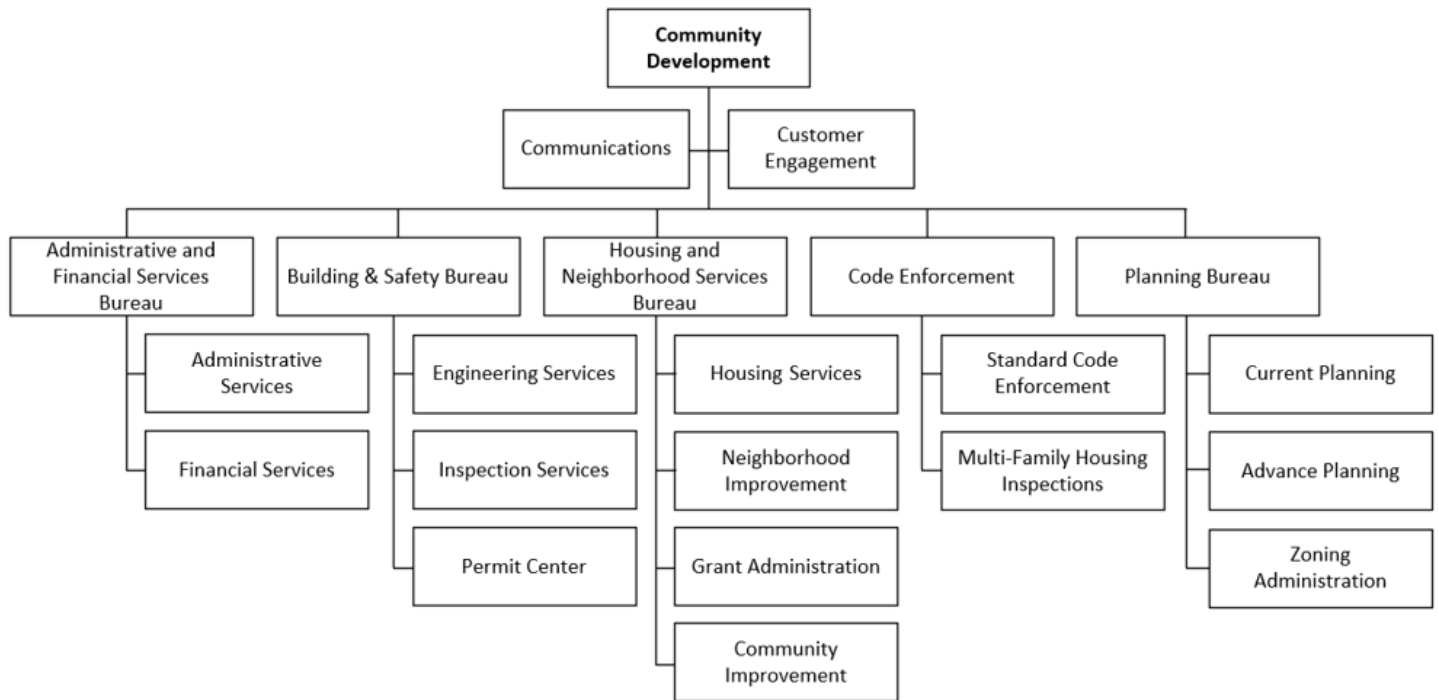 Community
Development
Communications
Customer
Engagement
Administrative and
Financial Services
Bureau
Building & Safety Bureau
Housing and
Neighborhood Services
Bureau
Code Enforcement
Planning Bureau
Administrative
Services
Financial Services
Engineering Services
Inspection Services
Permit Center
Housing Services
Neighborhood
Improvement
Grant Administration
Community
Improvement
Standard Code
Enforcement
Multi-Family Housing
Inspections
Current Planning
Advance Planning
Zoning
Administration